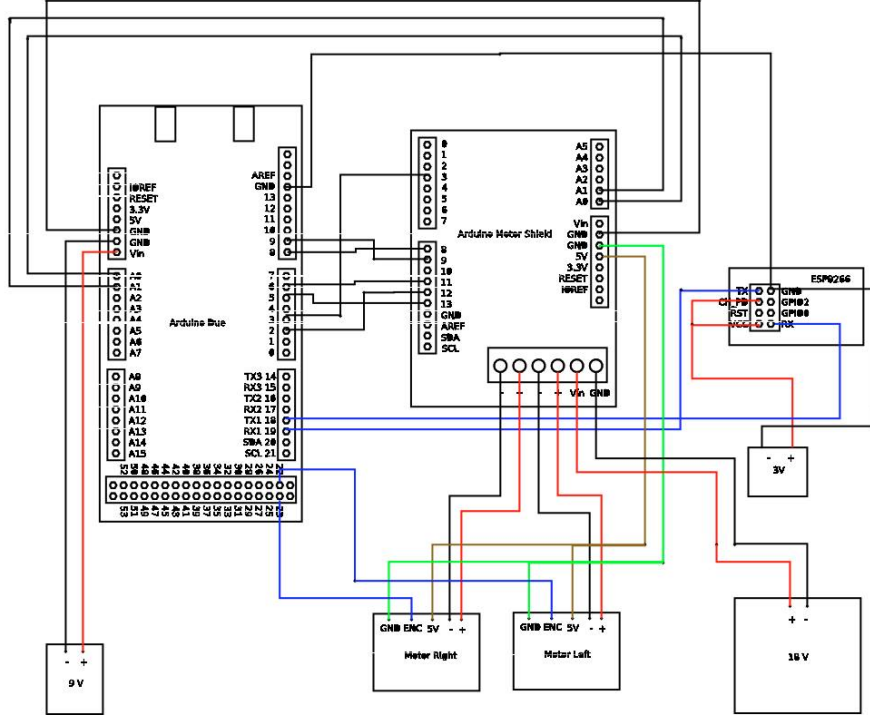 AREF
GND
13
12
11
10
9
8
IOREF
RESET
3.3V
5V
GND
GND
Vin
A0
A1
A2
A3
A4
A5
A6
A7
7
6
5
4
3
2
1
0
Arduino Due
A8
A9
A10
A11
A12
A13
A14
A15
TX3 14
RX3 15
TX2 16
RX2 17
TX1 18
RX1 19
SDA 20
SCL 21
0
1
2
3
4
5
6
7
8
9
10
11
12
13
GND
AREF
SDA
SCL
Arduino Motor Shield
A5
A4
A3
A2
A1
A0
Vin
GND
GND
5V
3.3V
RESET
IOREF
- - - - Vin GND
ESP8266
TX GND
CH_PD GPIO2
RST GPIO0
VCC RX
- +
3V
GND ENC 5V - +
Motor Right
GND ENC 5V - +
Motor Left
+ -
18 V
- +
9 V